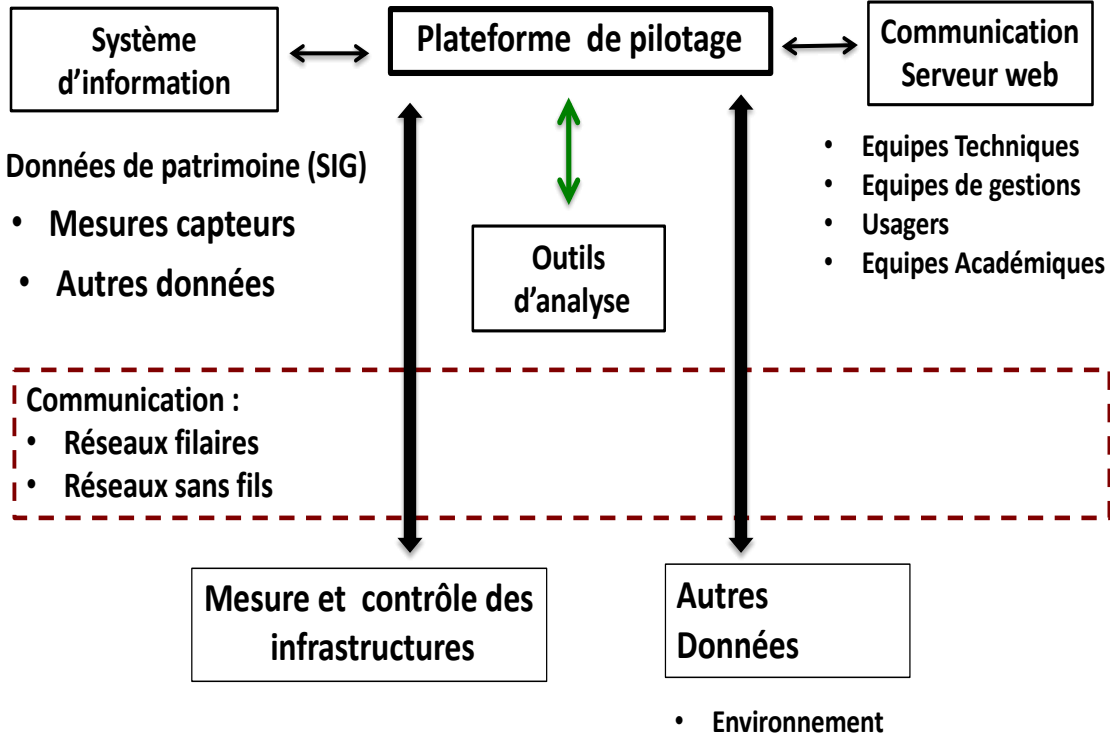 Système
d'information
Plateforme de pilotage
Communication
Serveur web
Données de patrimoine (SIG)
• Mesures capteurs
• Autres données
• Equipes Techniques
• Equipes de gestions
• Usagers
• Equipes Académiques
Outils
d'analyse
Communication :
• Réseaux filaires
• Réseaux sans fils
Mesure et contrôle des
infrastructures
Autres
Données
• Environnement